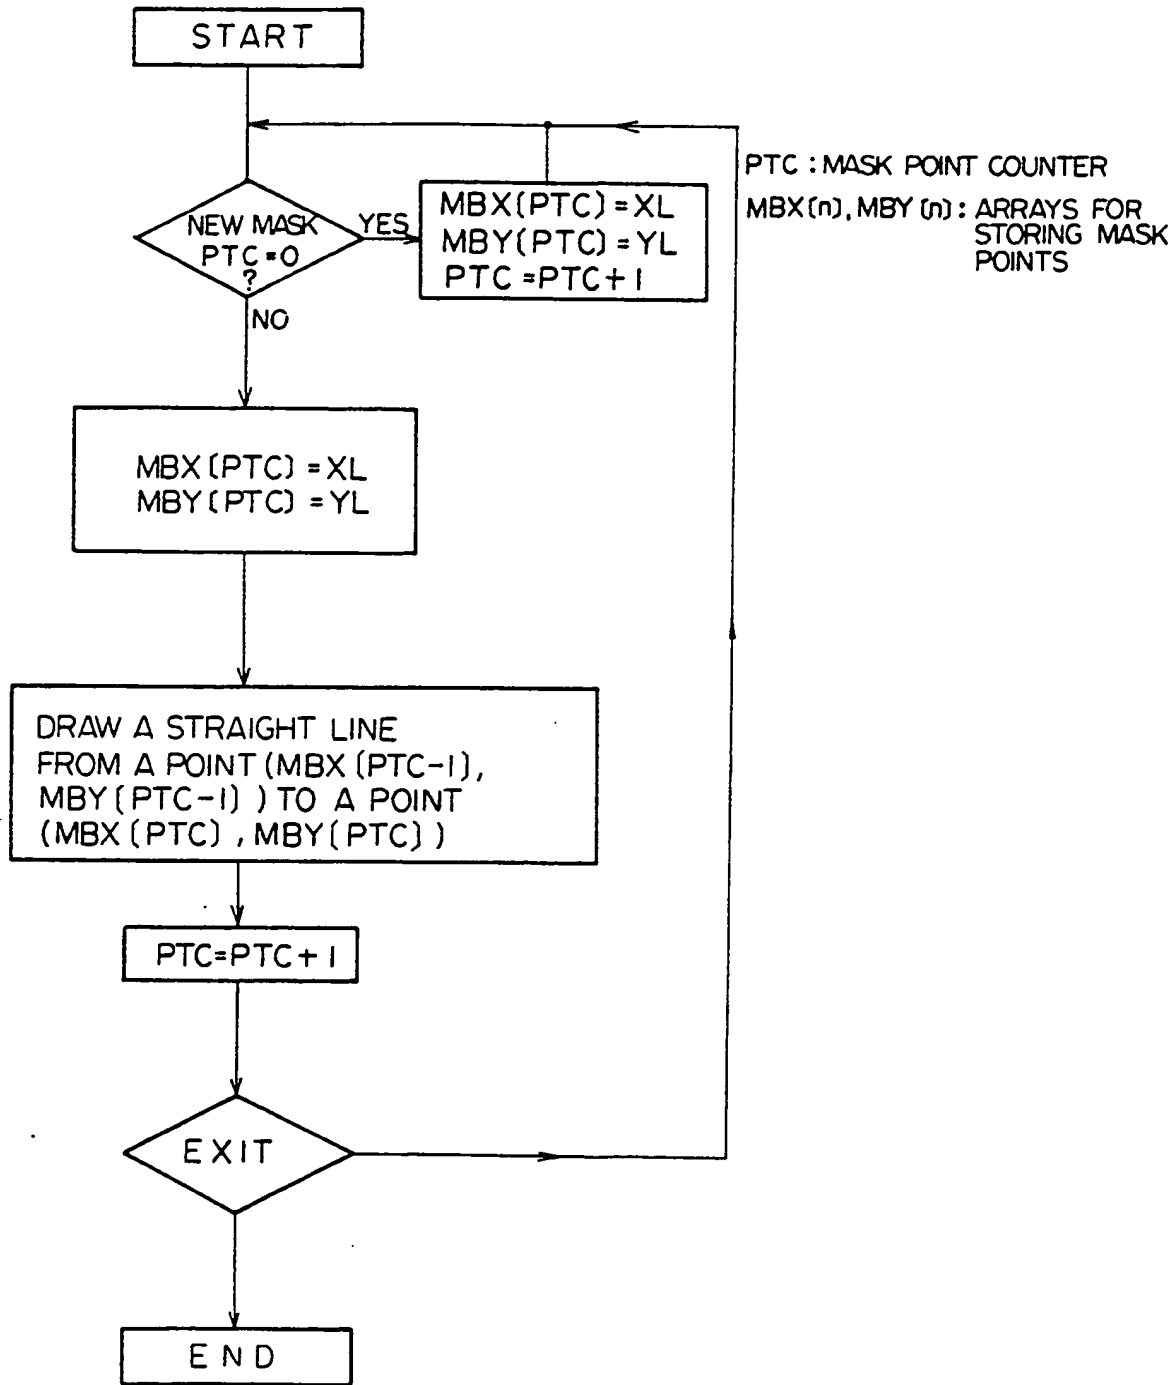 START
NEW MASK
PTC=0
?
YES
MBX(PTC)=XL
MBY(PTC)=YL
PTC=PTC+1
PTC : MASK POINT COUNTER
MBX(n), MBY(n): ARRAYS FOR
STORING MASK
POINTS
NO
MBX(PTC)=XL
MBY(PTC)=YL
DRAW A STRAIGHT LINE
FROM A POINT (MBX(PTC-1),
MBY(PTC-1)) TO A POINT
(MBX(PTC), MBY(PTC))
PTC=PTC+1
EXIT
END